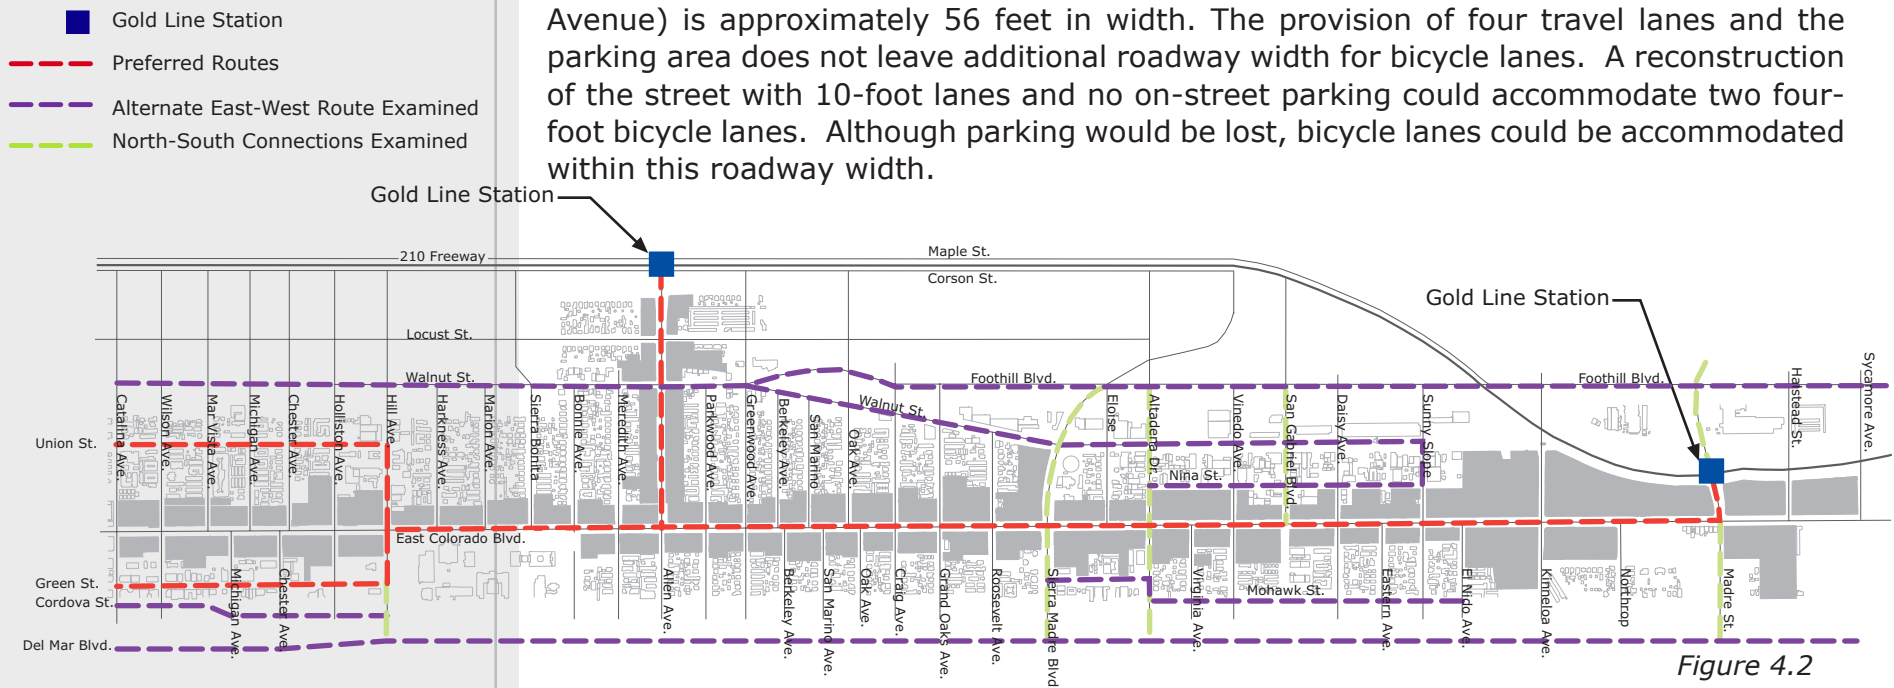 Gold Line Station
Preferred Routes
Alternate East-West Route Examined
North-South Connections Examined
Avenue) is approximately 56 feet in width. The provision of four travel lanes and the
parking area does not leave additional roadway width for bicycle lanes. A reconstruction
of the street with 10-foot lanes and no on-street parking could accommodate two four-
foot bicycle lanes. Although parking would be lost, bicycle lanes could be accommodated
within this roadway width.
Gold Line Station
210 Freeway
Maple St.
Corson St.
Gold Line Station
Locust St.
Walnut St.
Foothill Blvd.
Foothill Blvd.
Walnut St.
Catalina Ave.
Wilson Ave.
Mar Vista Ave.
Michigan Ave.
Chester Ave.
Holliston Ave.
Hill Ave.
Harkness Ave.
Marion Ave.
Sierra Bonita
Bonnie Ave.
Meredith Ave.
Parkwood Ave.
Greenwood Ave.
Berkeley Ave.
San Marino
Oak Ave.
Eloise
Altadena Dr.
Vinedo Ave.
San Gabriel Blvd.
Daisy Ave.
Sunny Slope
Halstead St.
Sycamore Ave.
Union St.
Nina St.
East Colorado Blvd.
Green St.
Cordova St.
Del Mar Blvd.
Michigan Ave.
Chester Ave.
Allen Ave.
Berkeley Ave.
San Marino Ave.
Oak Ave.
Craig Ave.
Grand Oaks Ave.
Roosevelt Ave.
Sierra Madre Blvd
Virginia Ave.
Mohawk St.
Eastern Ave.
El Nido Ave.
Kinneloa Ave.
Northrop
Madre St.
Figure 4.2